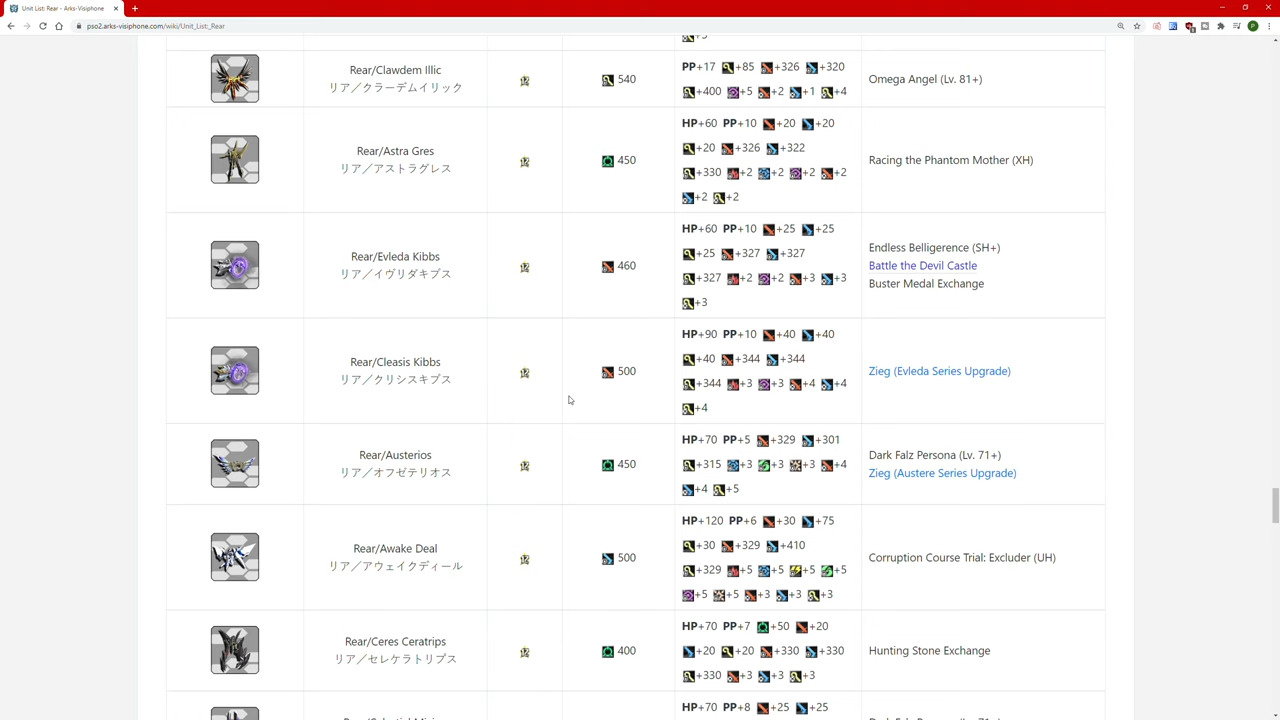 Unit List: Rear - Arks-Visiphone
pso2.arks-visiphone.com/wiki/Unit_List:_Rear
Rear/Clawdem Illic
リア／クラーデムイリック
12
540
PP+17 +85 +326 +320
+400 +5 +2 +1 +4
Omega Angel (Lv. 81+)
Rear/Astra Gres
リア／アストラグレス
12
450
HP+60 PP+10 +20 +20
+20 +326 +322
+330 +2 +2 +2 +2
+2 +2
Racing the Phantom Mother (XH)
Rear/Evleda Kibbs
リア／イヴリダキブス
12
460
HP+60 PP+10 +25 +25
+25 +327 +327
+327 +2 +2 +3 +3
+3
Endless Belligerence (SH+)
Battle the Devil Castle
Buster Medal Exchange
Rear/Cleasis Kibbs
リア／クリシスキブス
12
500
HP+90 PP+10 +40 +40
+40 +344 +344
+344 +3 +3 +4 +4
+4
Zieg (Evleda Series Upgrade)
Rear/Austerios
リア／オフゼテリオス
12
450
HP+70 PP+5 +329 +301
+315 +3 +3 +3 +4
+4 +5
Dark Falz Persona (Lv. 71+)
Zieg (Austere Series Upgrade)
Rear/Awake Deal
リア／アウェイクディール
12
500
HP+120 PP+6 +30 +75
+30 +329 +410
+329 +5 +5 +5 +5
+5 +5 +3 +3 +3
Corruption Course Trial: Excluder (UH)
Rear/Ceres Ceratrips
リア／セレケラトリプス
12
400
HP+70 PP+7 +50 +20
+20 +20 +330 +330
+330 +3 +3 +3
Hunting Stone Exchange
HP+70 PP+8 +25 +25